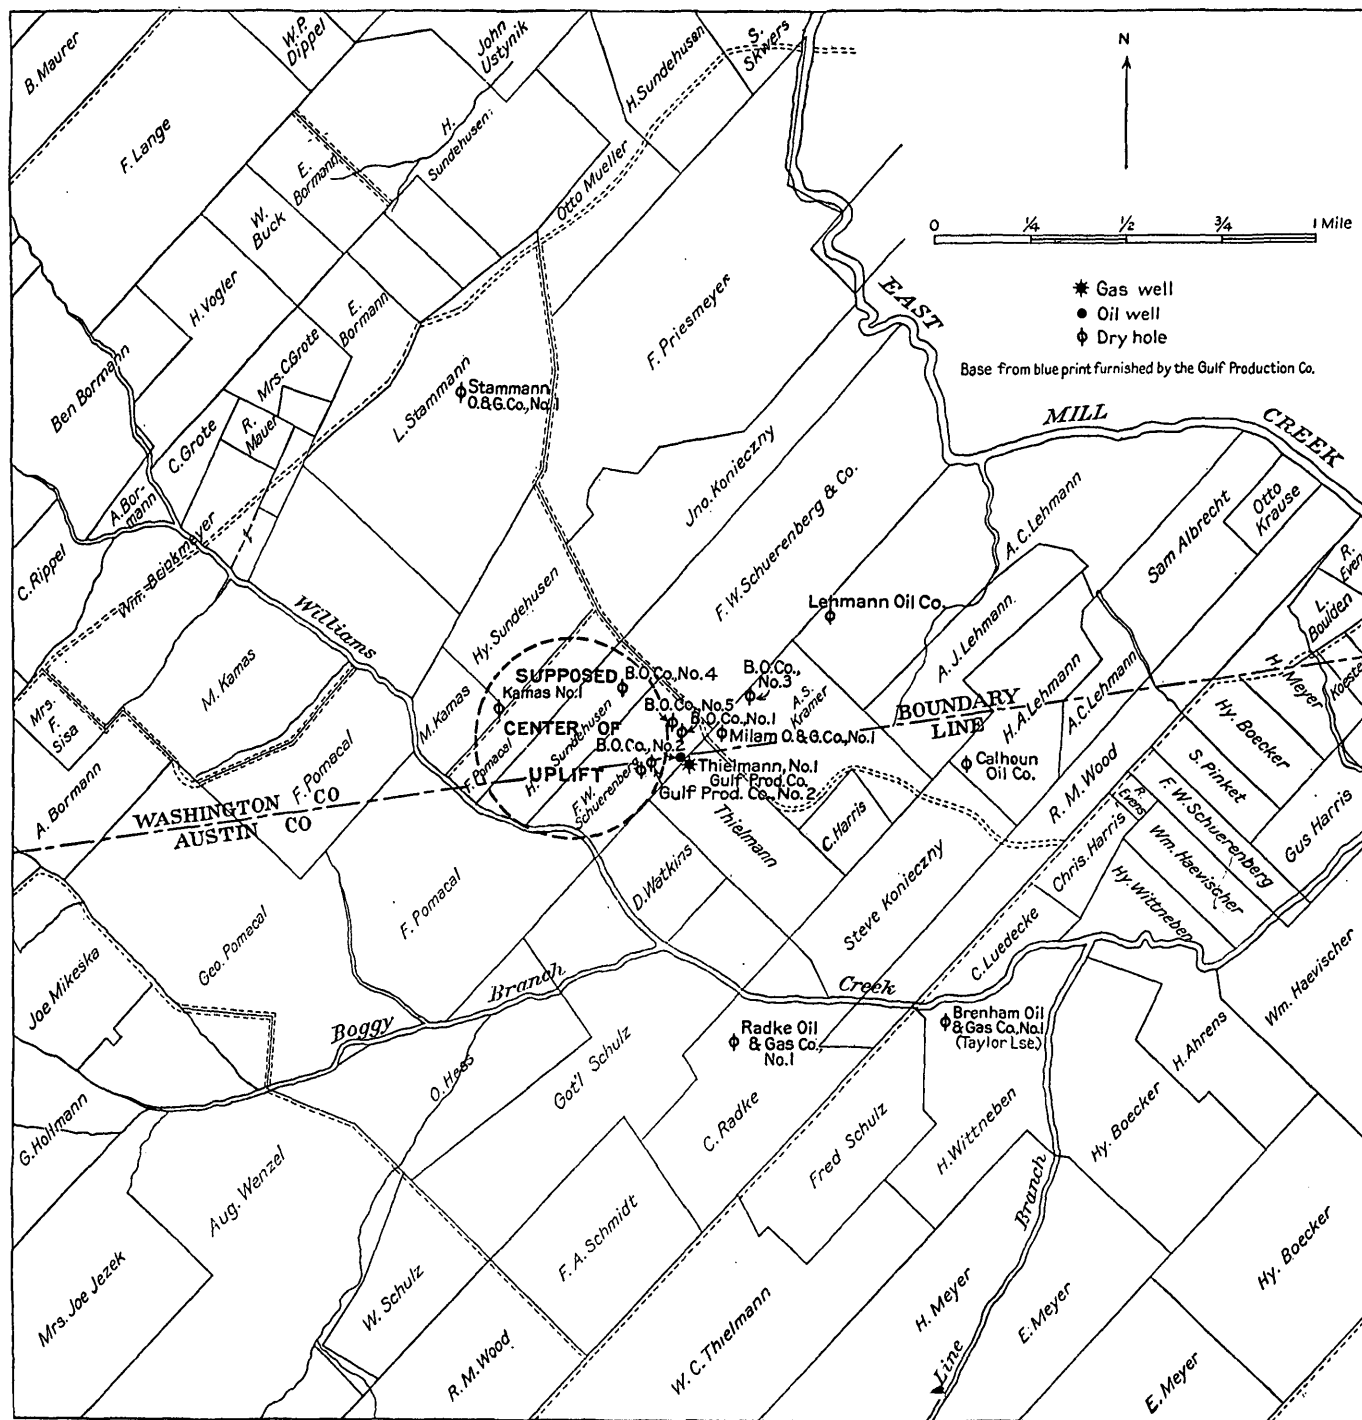 B. Maurer
W. P.
Dippel
John
Ustynik
H. Sundehusen
S.
Skwers
N
F. Lange
E.
Bormann
H.
Sundehusen
Otto Mueller
W.
Buck
0 1/4 1/2 3/4 1 Mile
Gas well
Oil well
Dry hole
Base from blue print furnished by the Gulf Production Co.
H. Vogler
E.
Bormann
F. Priesmeyer
EAST
MILL
CREEK
Ben Bormann
Mrs. C. Grote
L. Stammann
Stammann
O. & G. Co., No. 1
C. Grote
R.
Mauer
A. Bor-
mann
Jno. Konieczny
F. W. Schuerenberg & Co.
A. C. Lehmann
Sam Albrecht
Otto
Krause
C. Rippel
Wm. Brinkmeyer
Williams
Hy. Sundehusen
Lehmann Oil Co.
A. J. Lehmann
R.
Even
L.
Boulden
Mrs.
F.
Sisa
M. Kamas
M. Kamas
SUPPOSED
CENTER OF
UPLIFT
Kamas No. 1
B. O. Co., No. 4
B. O. Co.,
No. 3
B. O. Co., No. 5
B. O. Co., No. 1
B. O. Co., No. 2
Milam O. & G. Co., No. 1
A. S.
Kramer
BOUNDARY
LINE
H. A. Lehmann
A. C. Lehmann
H. Meyer
Koeste
Hy. Boecker
A. Bormann
F. Pomacal
F. Pomacal
H. Sundehusen
F. W.
Schuerenberg
Thielmann, No. 1
Gulf Prod. Co.
Gulf Prod. Co., No. 2
Calhoun
Oil Co.
S. Pinket
WASHINGTON CO
AUSTIN CO
Thielmann
C. Harris
R. M. Wood
R.
Evens
F. W. Schuerenberg
Gus Harris
Chris. Harris
Wm. Haevischer
D. Watkins
F. Pomacal
Steve Konieczny
Hy. Wittneben
C. Luedecke
Geo. Pomacal
Joe Mikeska
Boggy
Branch
Creek
Wm. Haevischer
Radke Oil
& Gas Co.,
No. 1
Brenham Oil
& Gas Co., No. 1
(Taylor Lse.)
H. Ahrens
G. Hollmann
O. Hess
Got'l Schulz
C. Radke
Fred Schulz
H. Wittneben
Hy. Boecker
Aug. Wenzel
Branch
Mrs. Joe Jezek
W. Schulz
F. A. Schmidt
Hy. Boecker
R. M. Wood
W. C. Thielmann
H. Meyer
E. Meyer
Line
E. Meyer